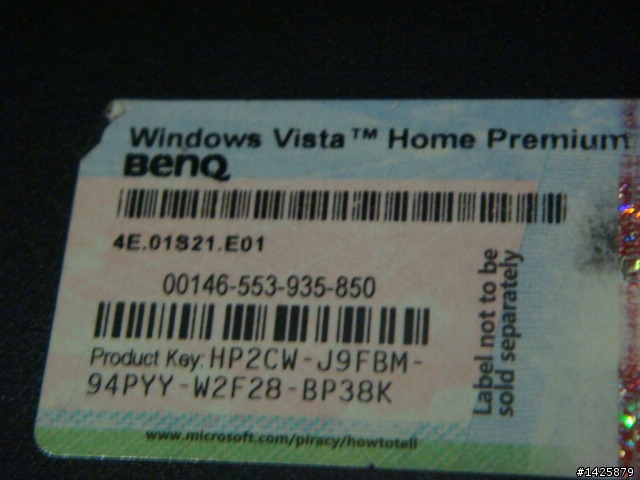 Windows Vista™ Home Premium
BenQ
4E.01S21.E01
00146-553-935-850
Product Key: HP2CW-J9FBM-
94PYY-W2F28-BP38K
Label not to be
sold separately
www.microsoft.com/piracy/howtotell
#1425879